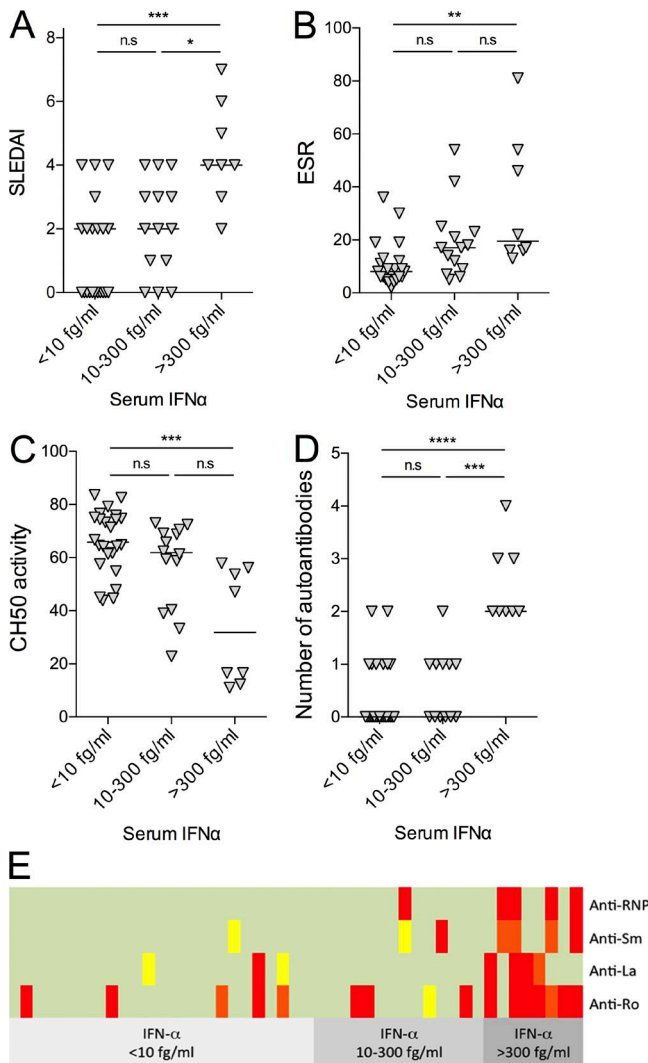 A
***
n.s
*
8
6
4
2
0
SLEDAI
<10 fg/ml
10-300 fg/ml
>300 fg/ml
Serum IFNα
B
**
n.s
n.s
100
80
60
40
20
0
ESR
<10 fg/ml
10-300 fg/ml
>300 fg/ml
Serum IFNα
C
***
n.s
n.s
100
80
60
40
20
0
CH50 activity
<10 fg/ml
10-300 fg/ml
>300 fg/ml
Serum IFNα
D
****
n.s
***
5
4
3
2
1
0
Number of autoantibodies
<10 fg/ml
10-300 fg/ml
>300 fg/ml
Serum IFNα
E
Anti-RNP
Anti-Sm
Anti-La
Anti-Ro
IFN-α
<10 fg/ml
IFN-α
10-300 fg/ml
IFN-α
>300 fg/ml